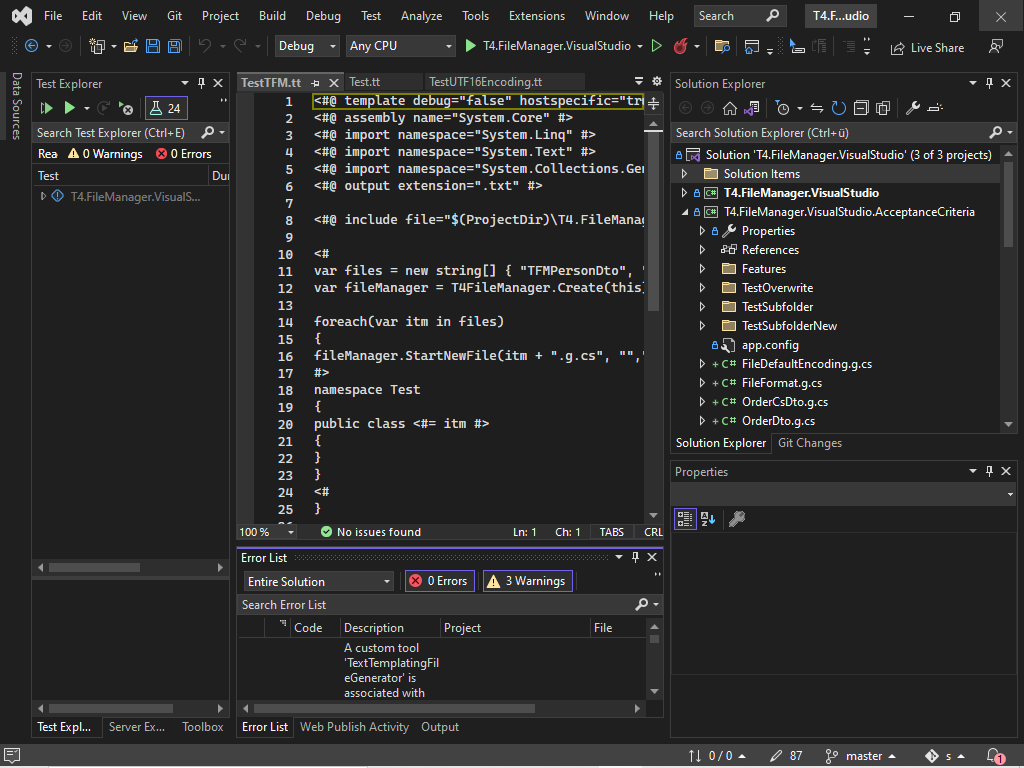 File Edit View Git Project Build Debug Test Analyze Tools Extensions Window Help Search T4.F...udio
Debug Any CPU T4.FileManager.VisualStudio Live Share
Data Sources
Test Explorer
24
Search Test Explorer (Ctrl+E)
Rea 0 Warnings 0 Errors
Test Du
T4.FileManager.VisualS...
TestTFM.tt Test.tt TestUTF16Encoding.tt
1 <#@ template debug="false" hostspecific="tr
2 <#@ assembly name="System.Core" #>
3 <#@ import namespace="System.Linq" #>
4 <#@ import namespace="System.Text" #>
5 <#@ import namespace="System.Collections.Gen
6 <#@ output extension=".txt" #>
7
8 <#@ include file="$(ProjectDir)\T4.FileManag
9
10 <#
11 var files = new string[] { "TFMPersonDto", "
12 var fileManager = T4FileManager.Create(this)
13
14 foreach(var itm in files)
15 {
16 fileManager.StartNewFile(itm + ".g.cs", "","
17 #>
18 namespace Test
19 {
20 public class <#= itm #>
21 {
22 }
23 }
24 <#
25 }
100 % No issues found Ln: 1 Ch: 1 TABS CRL
Error List
Entire Solution 0 Errors 3 Warnings
Search Error List
Code Description Project File
A custom tool
'TextTemplatingFil
eGenerator' is
associated with
Test Expl... Server Ex... Toolbox
Error List Web Publish Activity Output
Solution Explorer
Search Solution Explorer (Ctrl+ü)
Solution 'T4.FileManager.VisualStudio' (3 of 3 projects)
Solution Items
T4.FileManager.VisualStudio
T4.FileManager.VisualStudio.AcceptanceCriteria
Properties
References
Features
TestOverwrite
TestSubfolder
TestSubfolderNew
app.config
+ C# FileDefaultEncoding.g.cs
+ C# FileFormat.g.cs
+ C# OrderCsDto.g.cs
+ C# OrderDto.g.cs
Solution Explorer Git Changes
Properties
0 / 0 87 master s 1